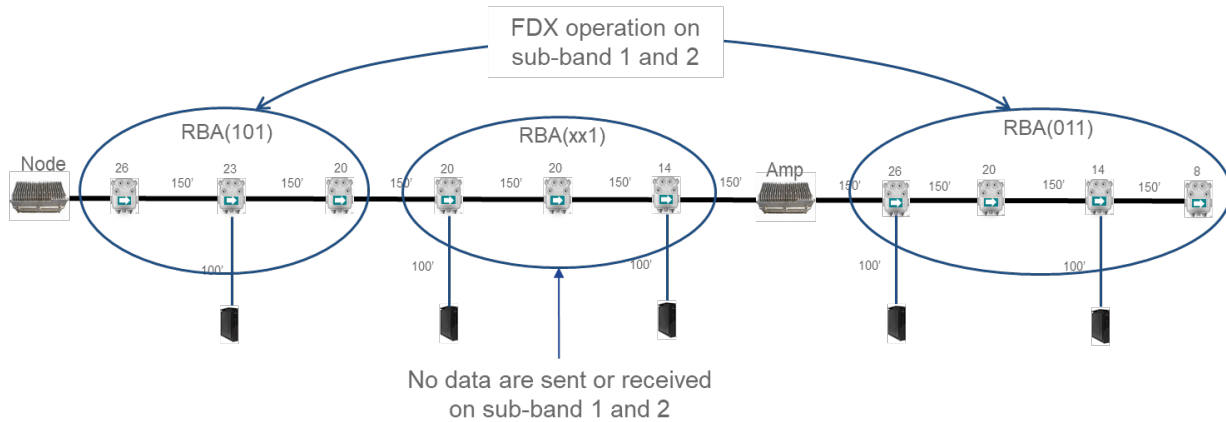 FDX operation on
sub-band 1 and 2
RBA(101)
RBA(xx1)
RBA(011)
Node
26
23
20
20
20
14
Amp
26
20
14
8
150'
150'
150'
150'
150'
150'
150'
150'
150'
150'
100'
100'
100'
100'
100'
No data are sent or received
on sub-band 1 and 2